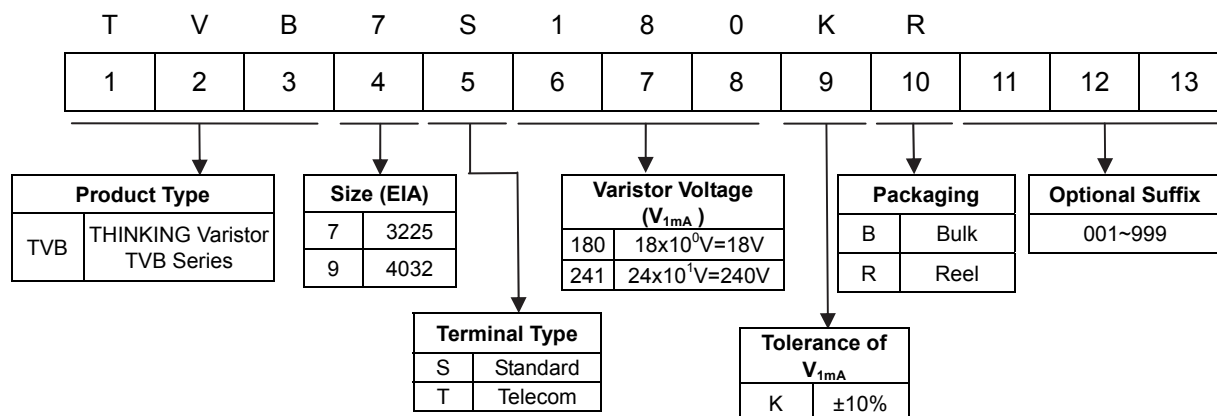 T V B 7 S 1 8 0 K R
1 2 3 4 5 6 7 8 9 10 11 12 13
Product Type
TVB THINKING Varistor
TVB Series
Size (EIA)
7 3225
9 4032
Varistor Voltage
(V1mA )
180 18x10⁰V=18V
241 24x10¹V=240V
Packaging
B Bulk
R Reel
Optional Suffix
001~999
Terminal Type
S Standard
T Telecom
Tolerance of
V1mA
K ±10%